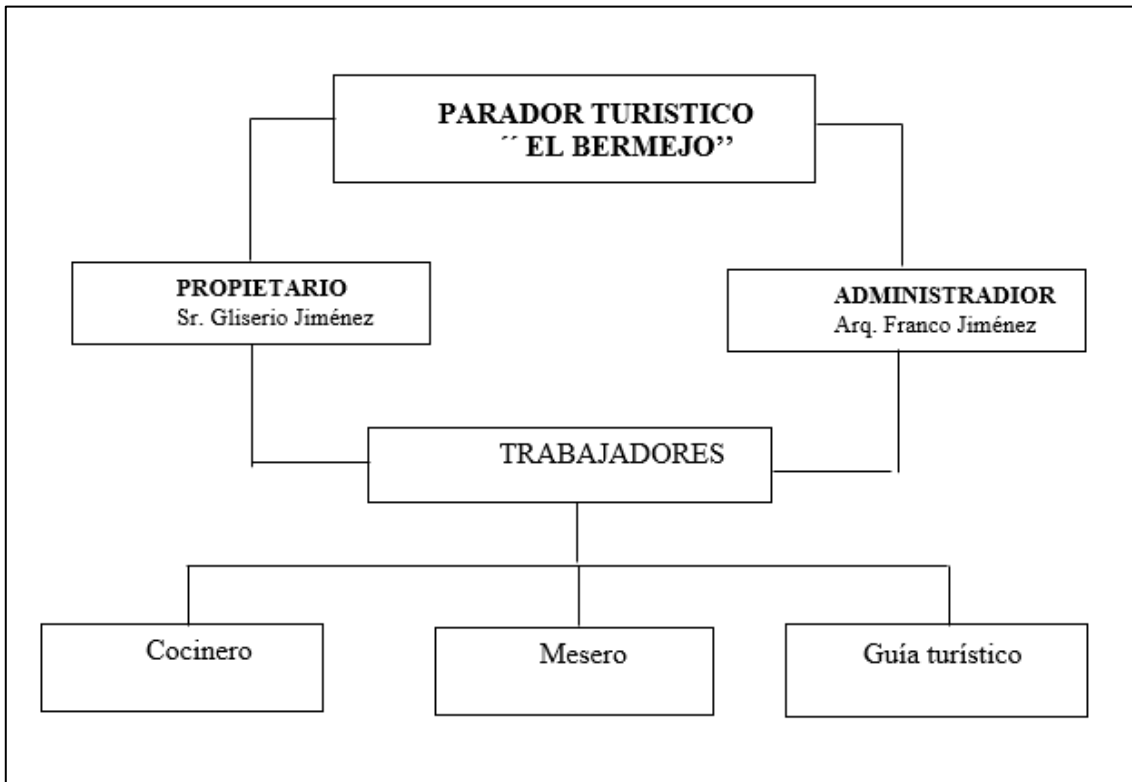 PARADOR TURISTICO
´´ EL BERMEJO’’
PROPIETARIO
Sr. Gliserio Jiménez
ADMINISTRADIOR
Arq. Franco Jiménez
TRABAJADORES
Cocinero
Mesero
Guía turístico